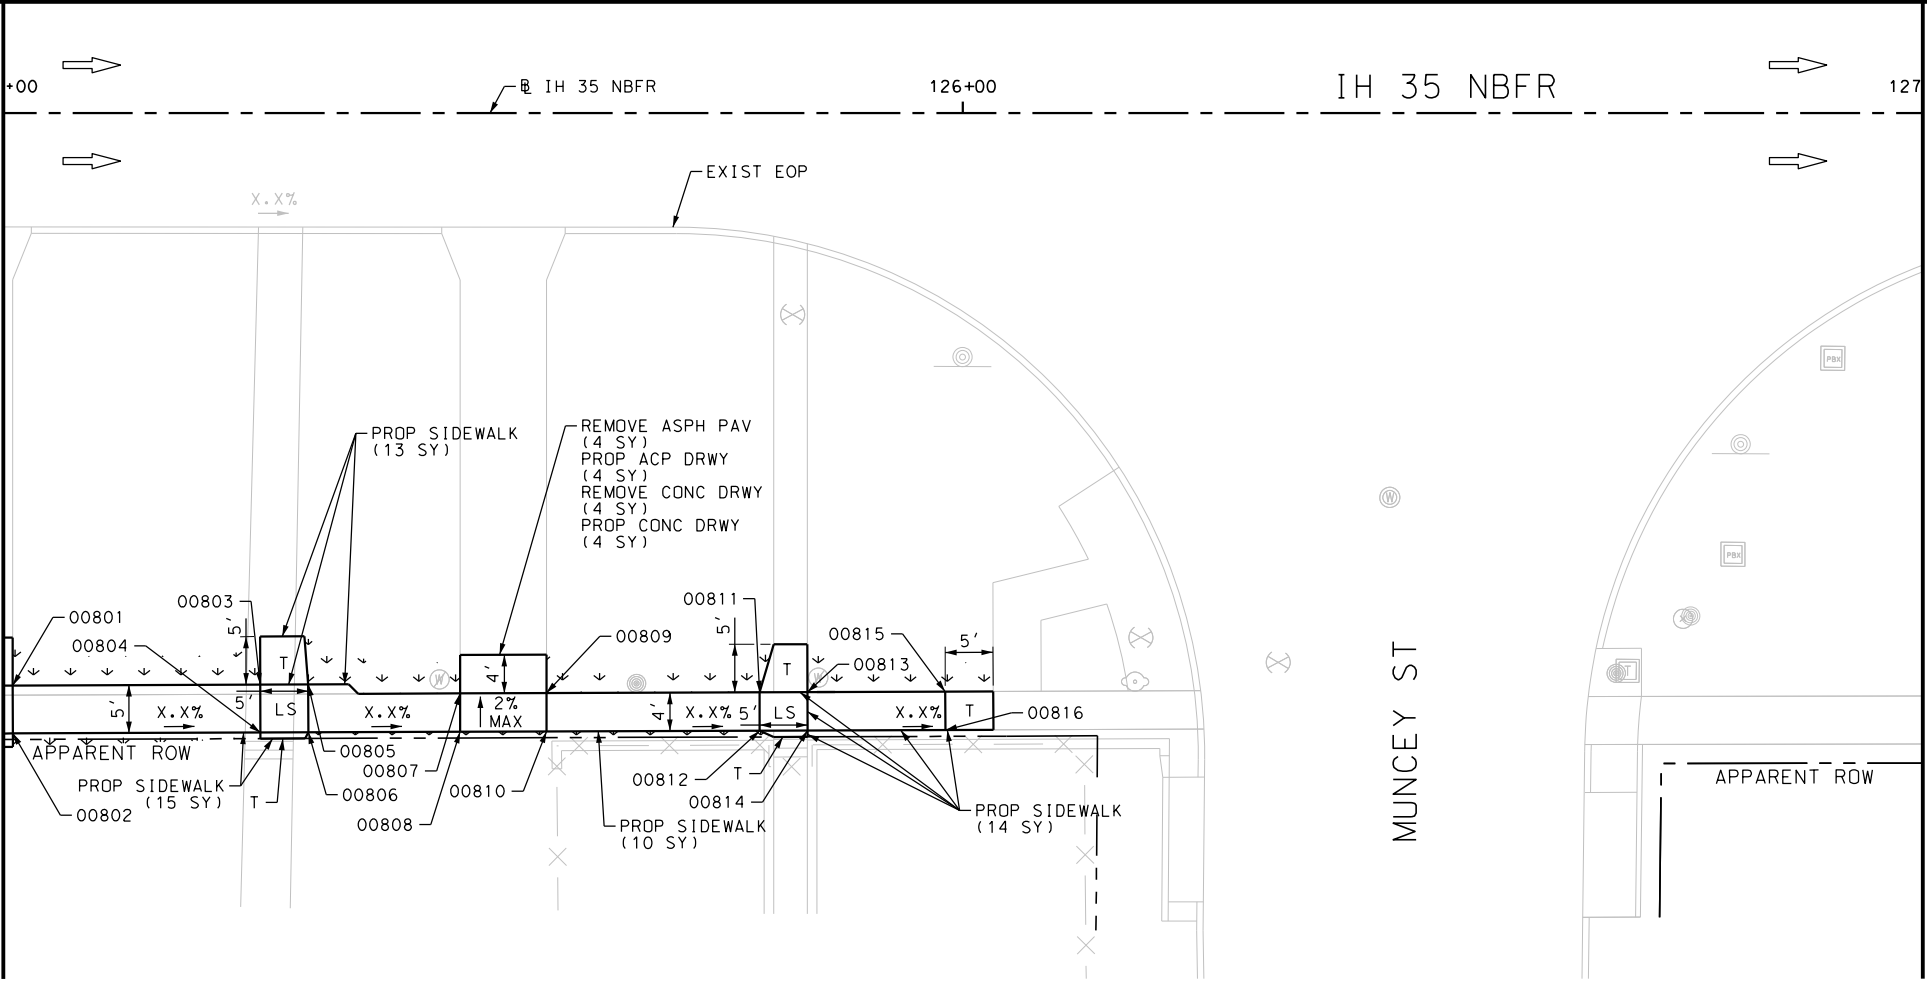 +00
℄ IH 35 NBFR
126+00
IH 35 NBFR
127
EXIST EOP
X.X%
PBX
PROP SIDEWALK
(13 SY)
REMOVE ASPH PAV
(4 SY)
PROP ACP DRWY
(4 SY)
REMOVE CONC DRWY
(4 SY)
PROP CONC DRWY
(4 SY)
W
PBX
00801
00803
00804
5'
T
00809
4'
00811
5'
T
00815
5'
00813
W
W
T
5'
X.X%
5'
LS
X.X%
2%
MAX
4'
X.X%
5'
LS
X.X%
T
00816
MUNCEY ST
APPARENT ROW
00805
00807
00806
00810
00808
PROP SIDEWALK
(15 SY)
T
00802
00812
T
00814
PROP SIDEWALK
(10 SY)
PROP SIDEWALK
(14 SY)
APPARENT ROW